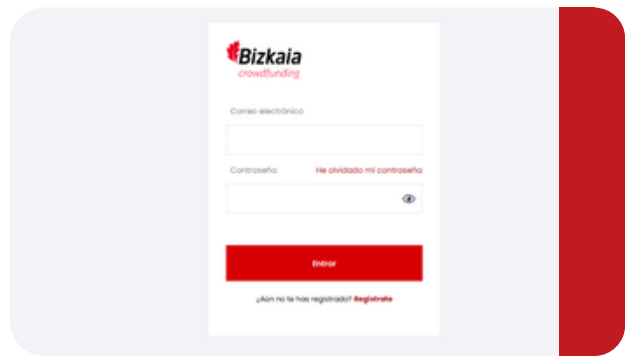 Bizkaia
crowdfunding
Correo electrónico
Contraseña He olvidado mi contraseña
Entrar
¿Aún no te has registrado? Regístrate